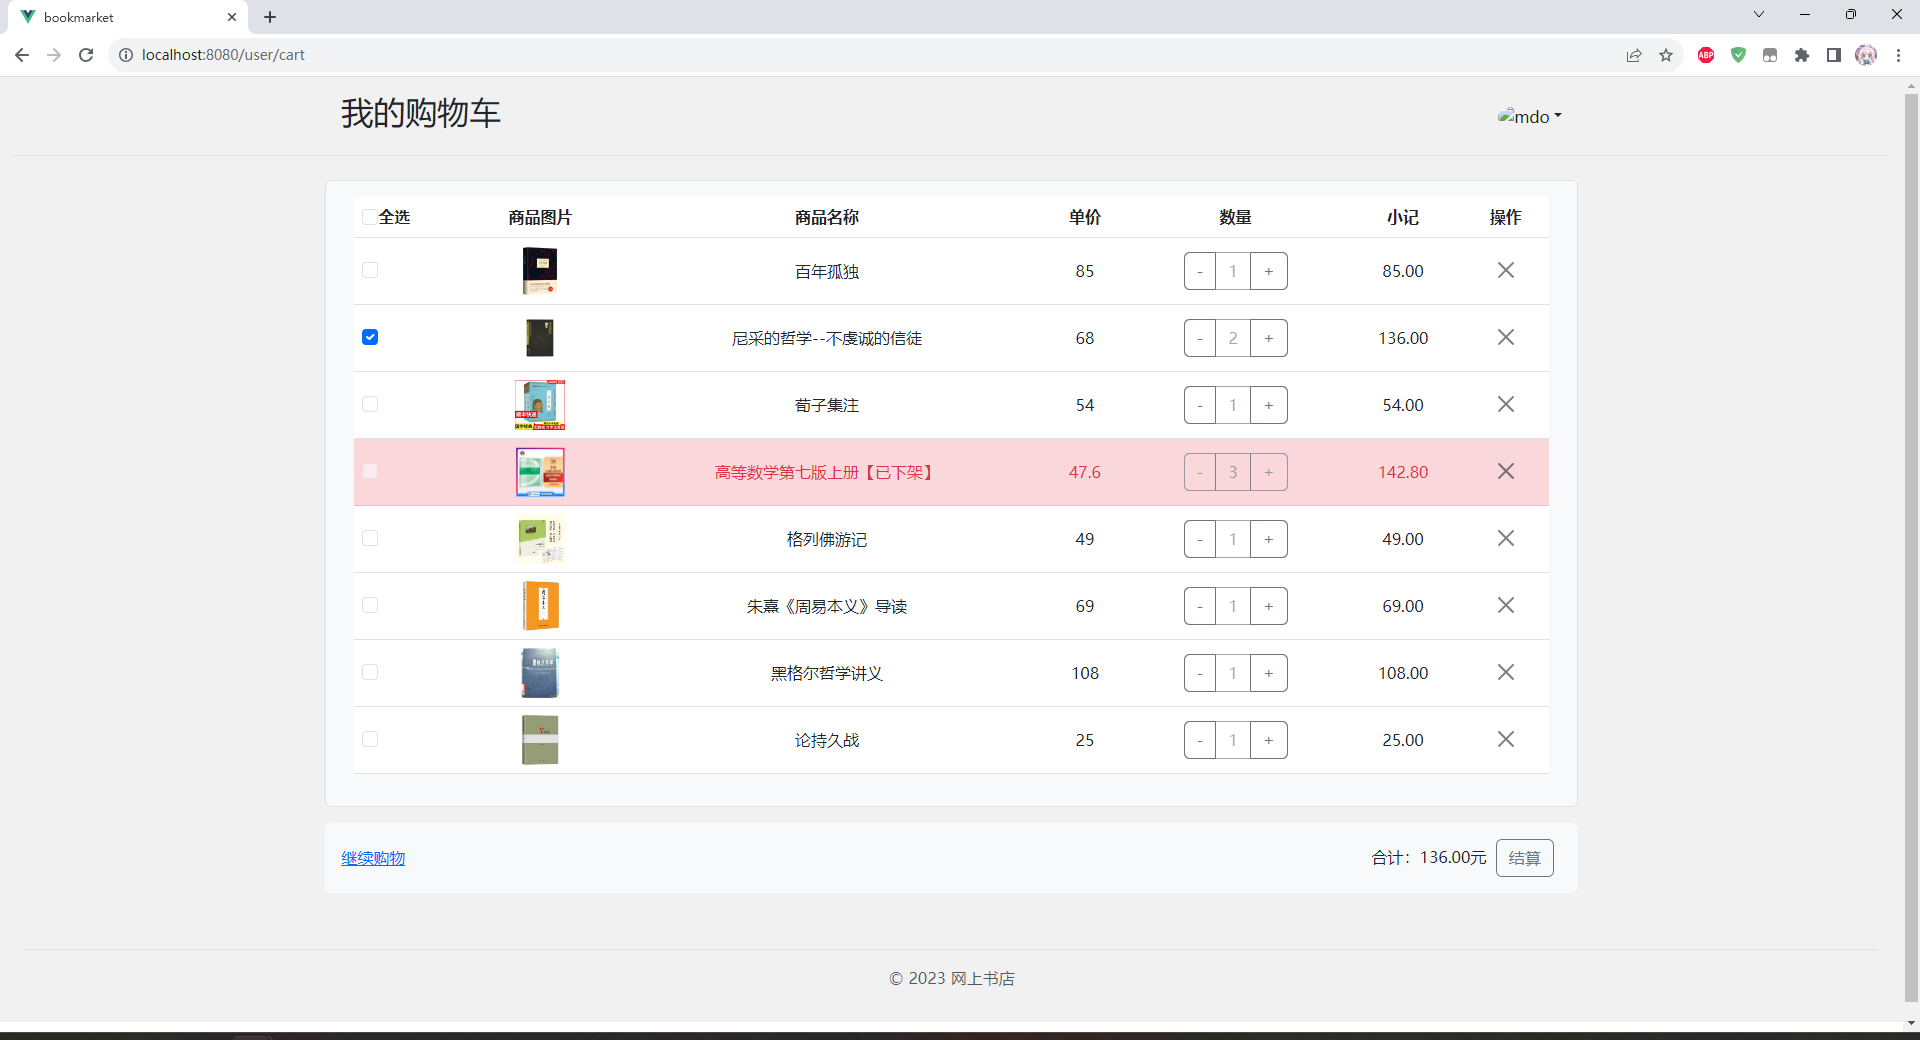 bookmarket
localhost:8080/user/cart
ABP
我的购物车
mdo
全选 商品图片 商品名称 单价 数量 小记 操作
百年孤独 85 - 1 + 85.00
尼采的哲学--不虔诚的信徒 68 - 2 + 136.00
荀子集注 54 - 1 + 54.00
高等数学第七版上册【已下架】 47.6 - 3 + 142.80
格列佛游记 49 - 1 + 49.00
朱熹《周易本义》导读 69 - 1 + 69.00
黑格尔哲学讲义 108 - 1 + 108.00
论持久战 25 - 1 + 25.00
继续购物 合计：136.00元 结算
© 2023 网上书店